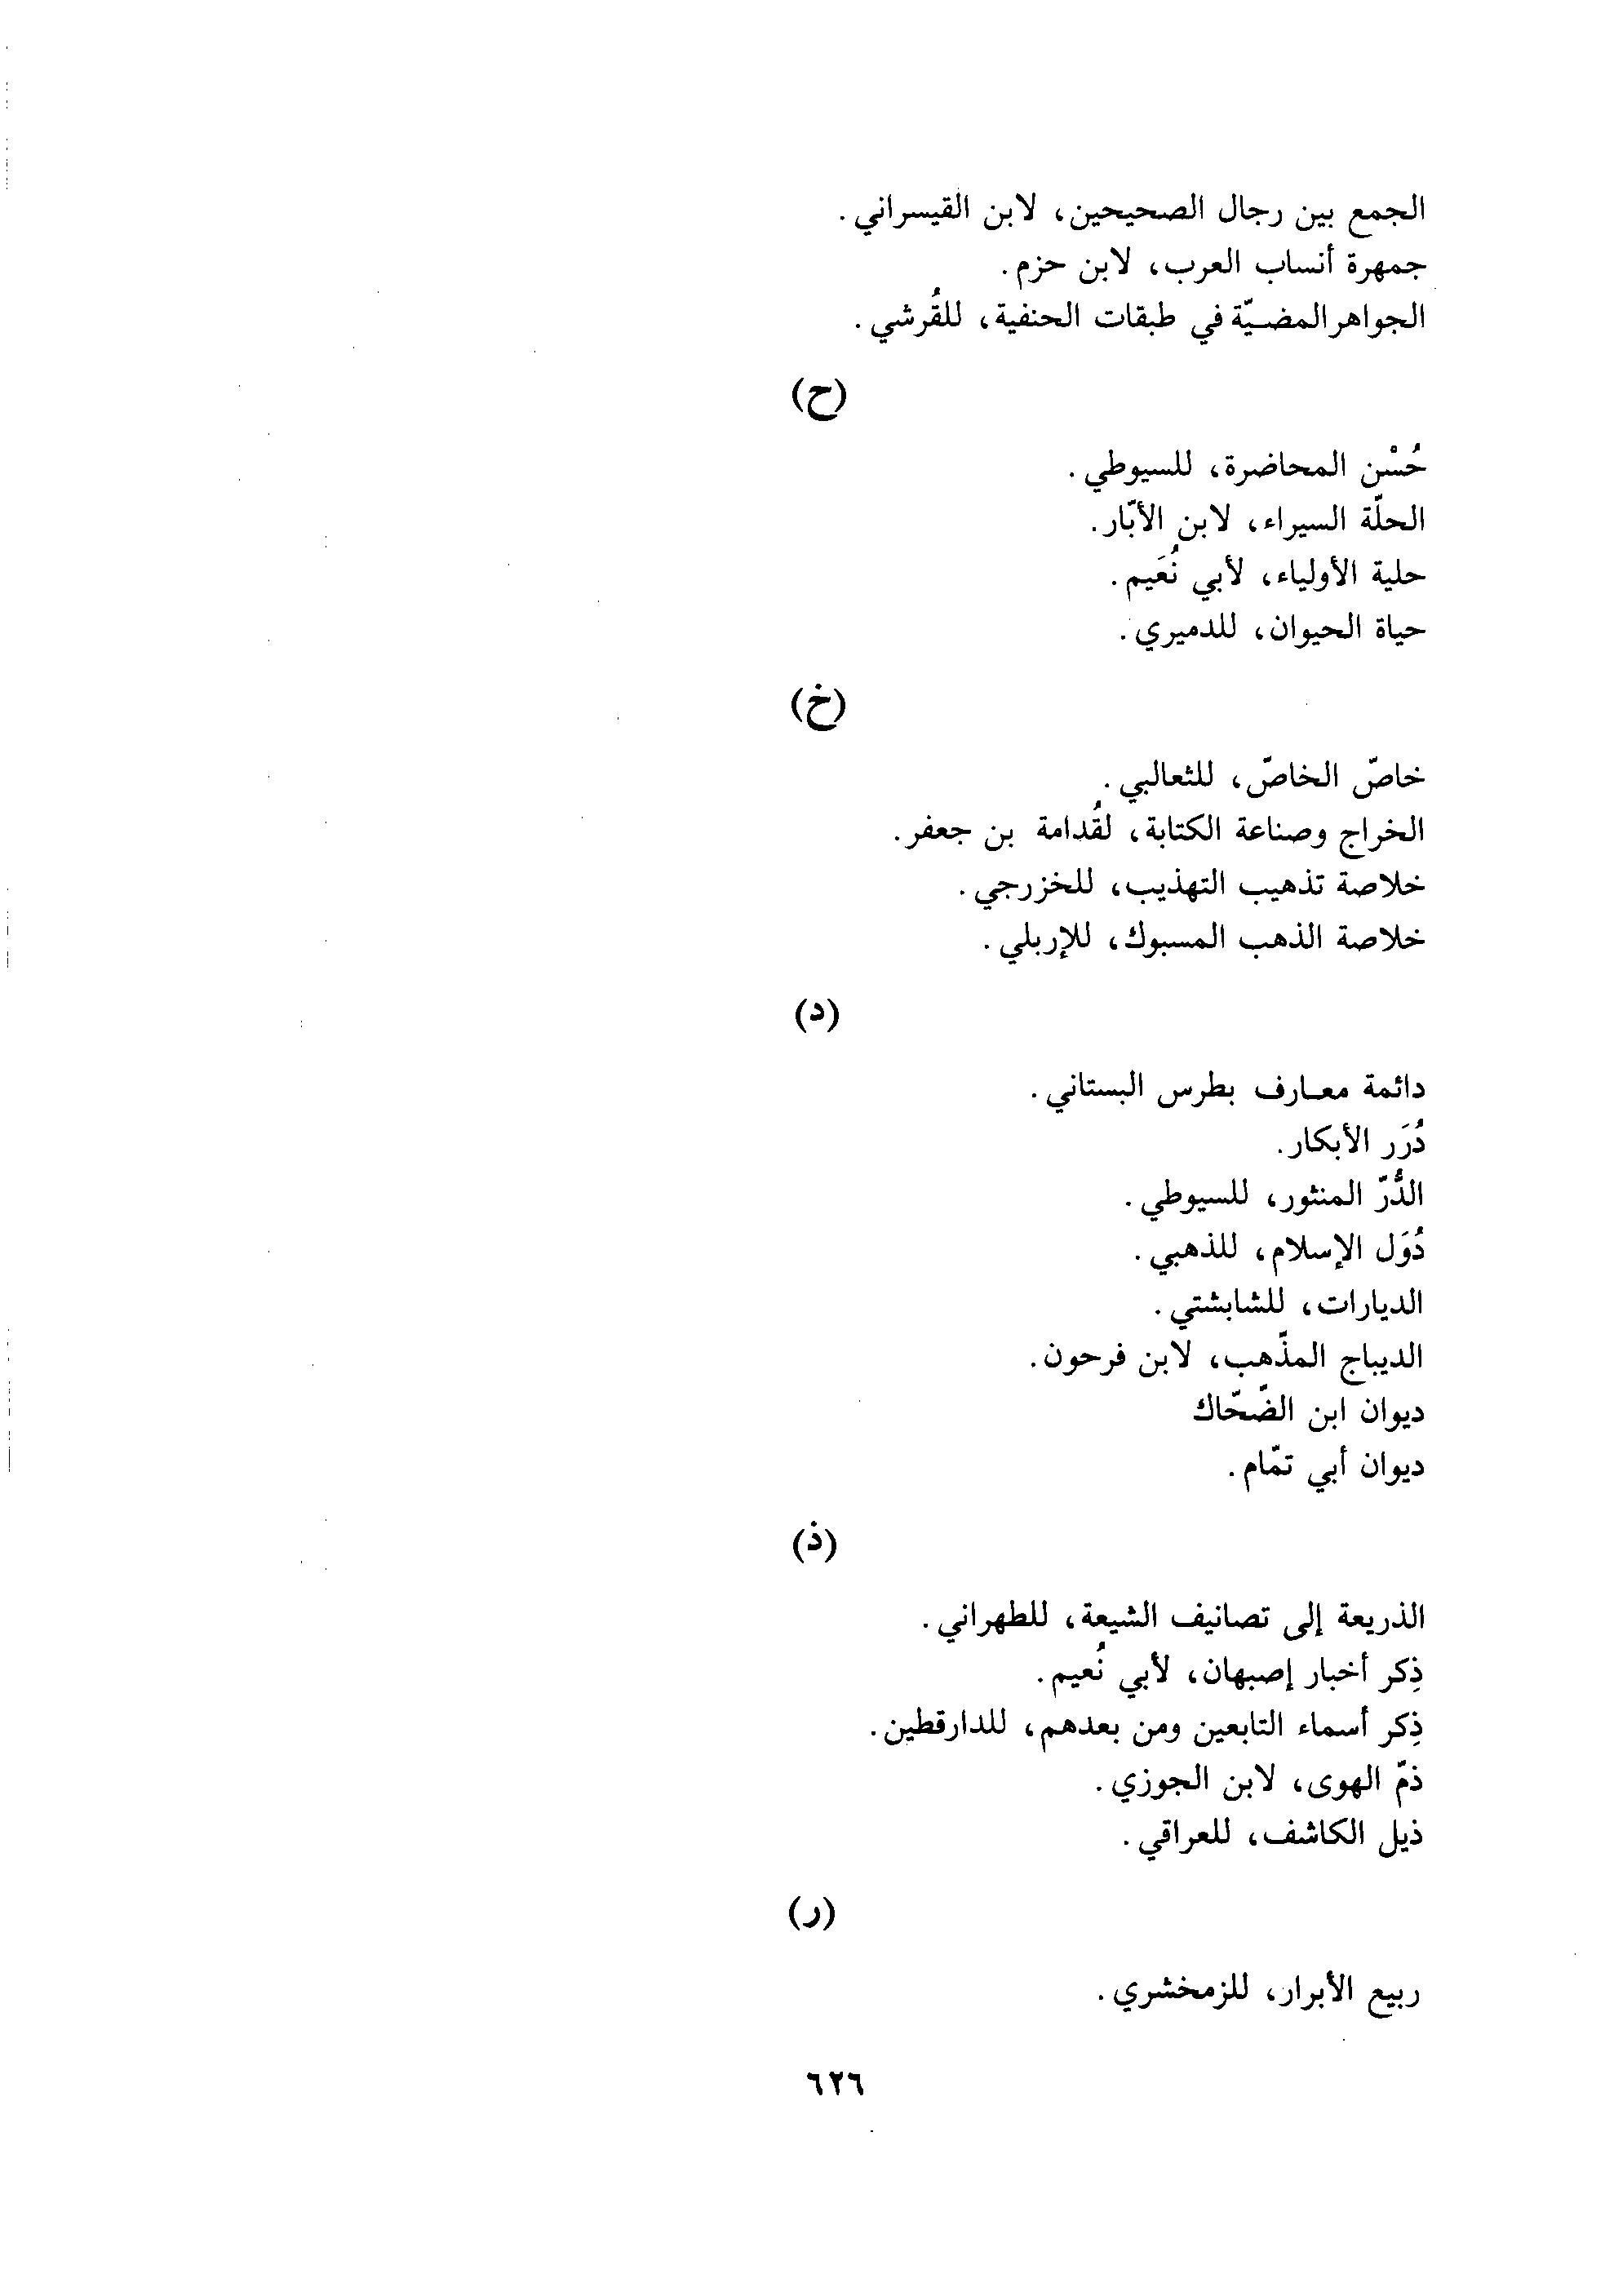 الجمع بين رجال الصحيحين، لابن القيسراني.
جمهرة أنساب العرب، لابن حزم.
الجواهر المضيّة في طبقات الحنفية، للقُرشي.
(ح)
حُسْن المحاضرة، للسيوطي.
الحلّة السيراء، لابن الأبّار.
حلية الأولياء، لأبي نُعَيم.
حياة الحيوان، للدميري.
(خ)
خاصّ الخاصّ، للثعالبي.
الخراج وصناعة الكتابة، لقُدامة بن جعفر.
خلاصة تذهيب التهذيب، للخزرجي.
خلاصة الذهب المسبوك، للإربلي.
(د)
دائمة معارف بطرس البستاني.
دُرَر الأبكار.
الدُّرّ المنثور، للسيوطي.
دُوَل الإسلام، للذهبي.
الديارات، للشابشتي.
الديباج المذّهب، لابن فرحون.
ديوان ابن الضّحّاك
ديوان أبي تمّام.
(ذ)
الذريعة إلى تصانيف الشيعة، للطهراني.
ذِكر أخبار إصبهان، لأبي نُعيم.
ذِكر أسماء التابعين ومن بعدهم، للدارقطين.
ذمّ الهوى، لابن الجوزي.
ذيل الكاشف، للعراقي.
(ر)
ربيع الأبرار، للزمخشري.
٦٢٦